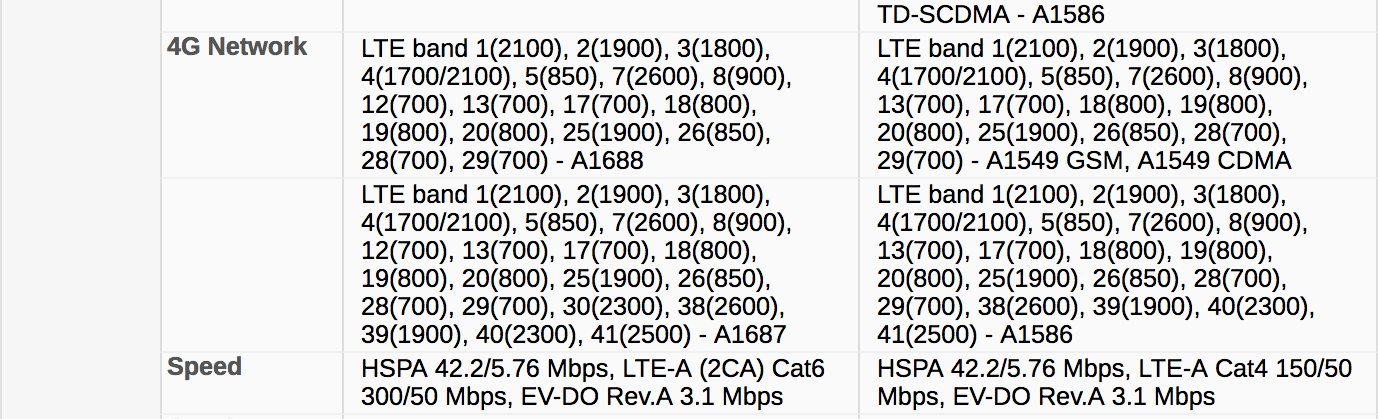 TD-SCDMA - A1586
4G Network
LTE band 1(2100), 2(1900), 3(1800),
4(1700/2100), 5(850), 7(2600), 8(900),
12(700), 13(700), 17(700), 18(800),
19(800), 20(800), 25(1900), 26(850),
28(700), 29(700) - A1688
LTE band 1(2100), 2(1900), 3(1800),
4(1700/2100), 5(850), 7(2600), 8(900),
13(700), 17(700), 18(800), 19(800),
20(800), 25(1900), 26(850), 28(700),
29(700) - A1549 GSM, A1549 CDMA
LTE band 1(2100), 2(1900), 3(1800),
4(1700/2100), 5(850), 7(2600), 8(900),
12(700), 13(700), 17(700), 18(800),
19(800), 20(800), 25(1900), 26(850),
28(700), 29(700), 30(2300), 38(2600),
39(1900), 40(2300), 41(2500) - A1687
LTE band 1(2100), 2(1900), 3(1800),
4(1700/2100), 5(850), 7(2600), 8(900),
13(700), 17(700), 18(800), 19(800),
20(800), 25(1900), 26(850), 28(700),
29(700), 38(2600), 39(1900), 40(2300),
41(2500) - A1586
Speed
HSPA 42.2/5.76 Mbps, LTE-A (2CA) Cat6
300/50 Mbps, EV-DO Rev.A 3.1 Mbps
HSPA 42.2/5.76 Mbps, LTE-A Cat4 150/50
Mbps, EV-DO Rev.A 3.1 Mbps